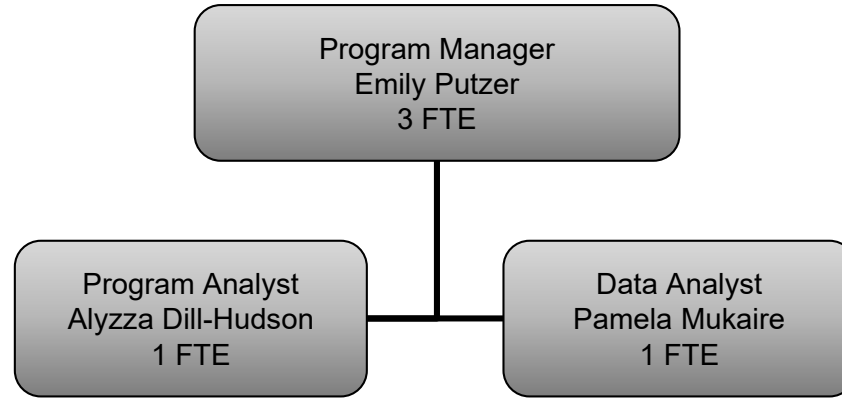 Program Manager
Emily Putzer
3 FTE
Program Analyst
Alyzza Dill-Hudson
1 FTE
Data Analyst
Pamela Mukaire
1 FTE